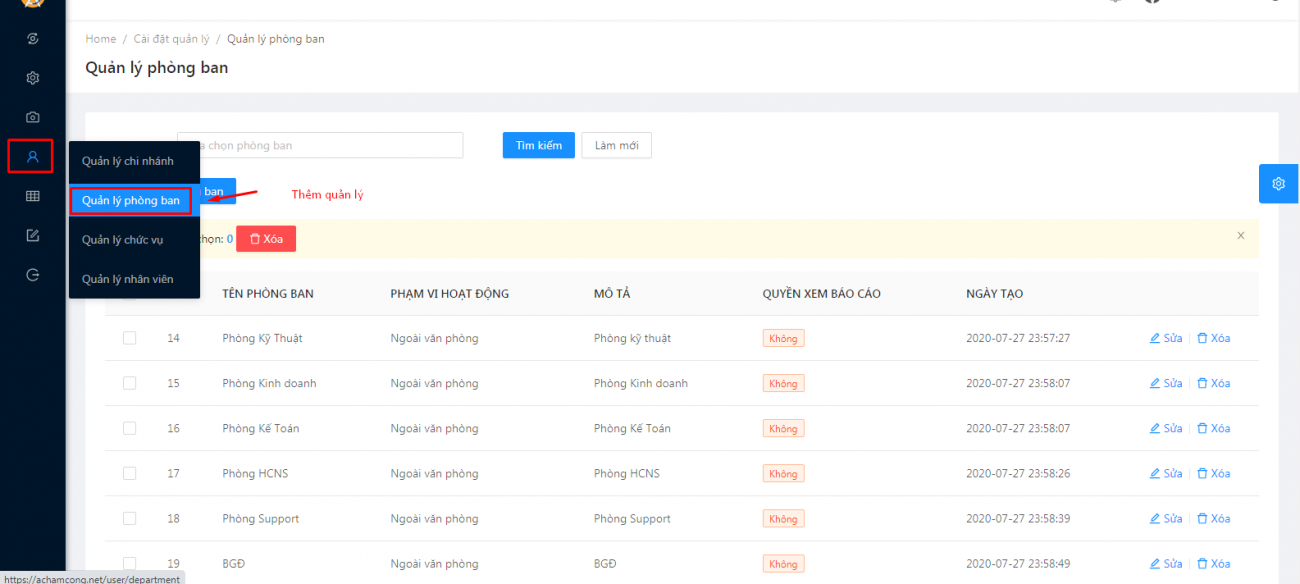 Home / Cài đặt quản lý / Quản lý phòng ban
Quản lý phòng ban
chọn phòng ban
Tìm kiếm
Làm mới
Quản lý chi nhánh
Quản lý phòng ban
Quản lý chức vụ
Quản lý nhân viên
ban
Thêm quản lý
chọn: 0
Xóa
TÊN PHÒNG BAN PHẠM VI HOẠT ĐỘNG MÔ TẢ QUYỀN XEM BÁO CÁO NGÀY TẠO
14 Phòng Kỹ Thuật Ngoài văn phòng Phòng kỹ thuật Không 2020-07-27 23:57:27 Sửa Xóa
15 Phòng Kinh doanh Ngoài văn phòng Phòng Kinh doanh Không 2020-07-27 23:58:07 Sửa Xóa
16 Phòng Kế Toán Ngoài văn phòng Phòng Kế Toán Không 2020-07-27 23:58:07 Sửa Xóa
17 Phòng HCNS Ngoài văn phòng Phòng HCNS Không 2020-07-27 23:58:26 Sửa Xóa
18 Phòng Support Ngoài văn phòng Phòng Support Không 2020-07-27 23:58:39 Sửa Xóa
19 BGĐ Ngoài văn phòng BGĐ Không 2020-07-27 23:58:49 Sửa Xóa
https://achamcong.net/user/department